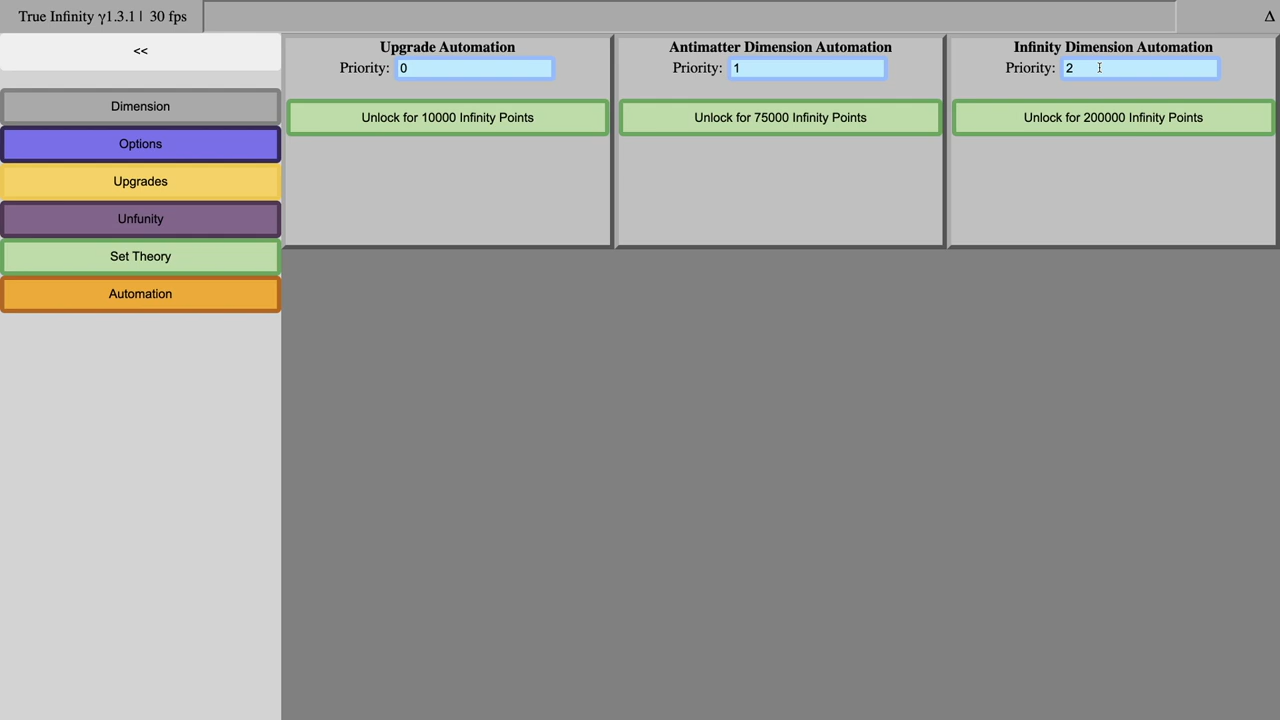 True Infinity γ1.3.1 | 30 fps
Δ
<<
Dimension
Options
Upgrades
Unfunity
Set Theory
Automation
Upgrade Automation
Priority: 0
Unlock for 10000 Infinity Points
Antimatter Dimension Automation
Priority: 1
Unlock for 75000 Infinity Points
Infinity Dimension Automation
Priority: 2
Unlock for 200000 Infinity Points